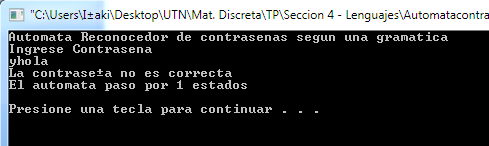 "C:\Users\I±aki\Desktop\UTN\Mat. Discreta\TP\Seccion 4 - Lenguajes\Automatacontra
Automata Reconocedor de contrasenas segun una gramatica
Ingrese Contrasena
yhola
La contrase±a no es correcta
El automata paso por 1 estados
Presione una tecla para continuar . . .